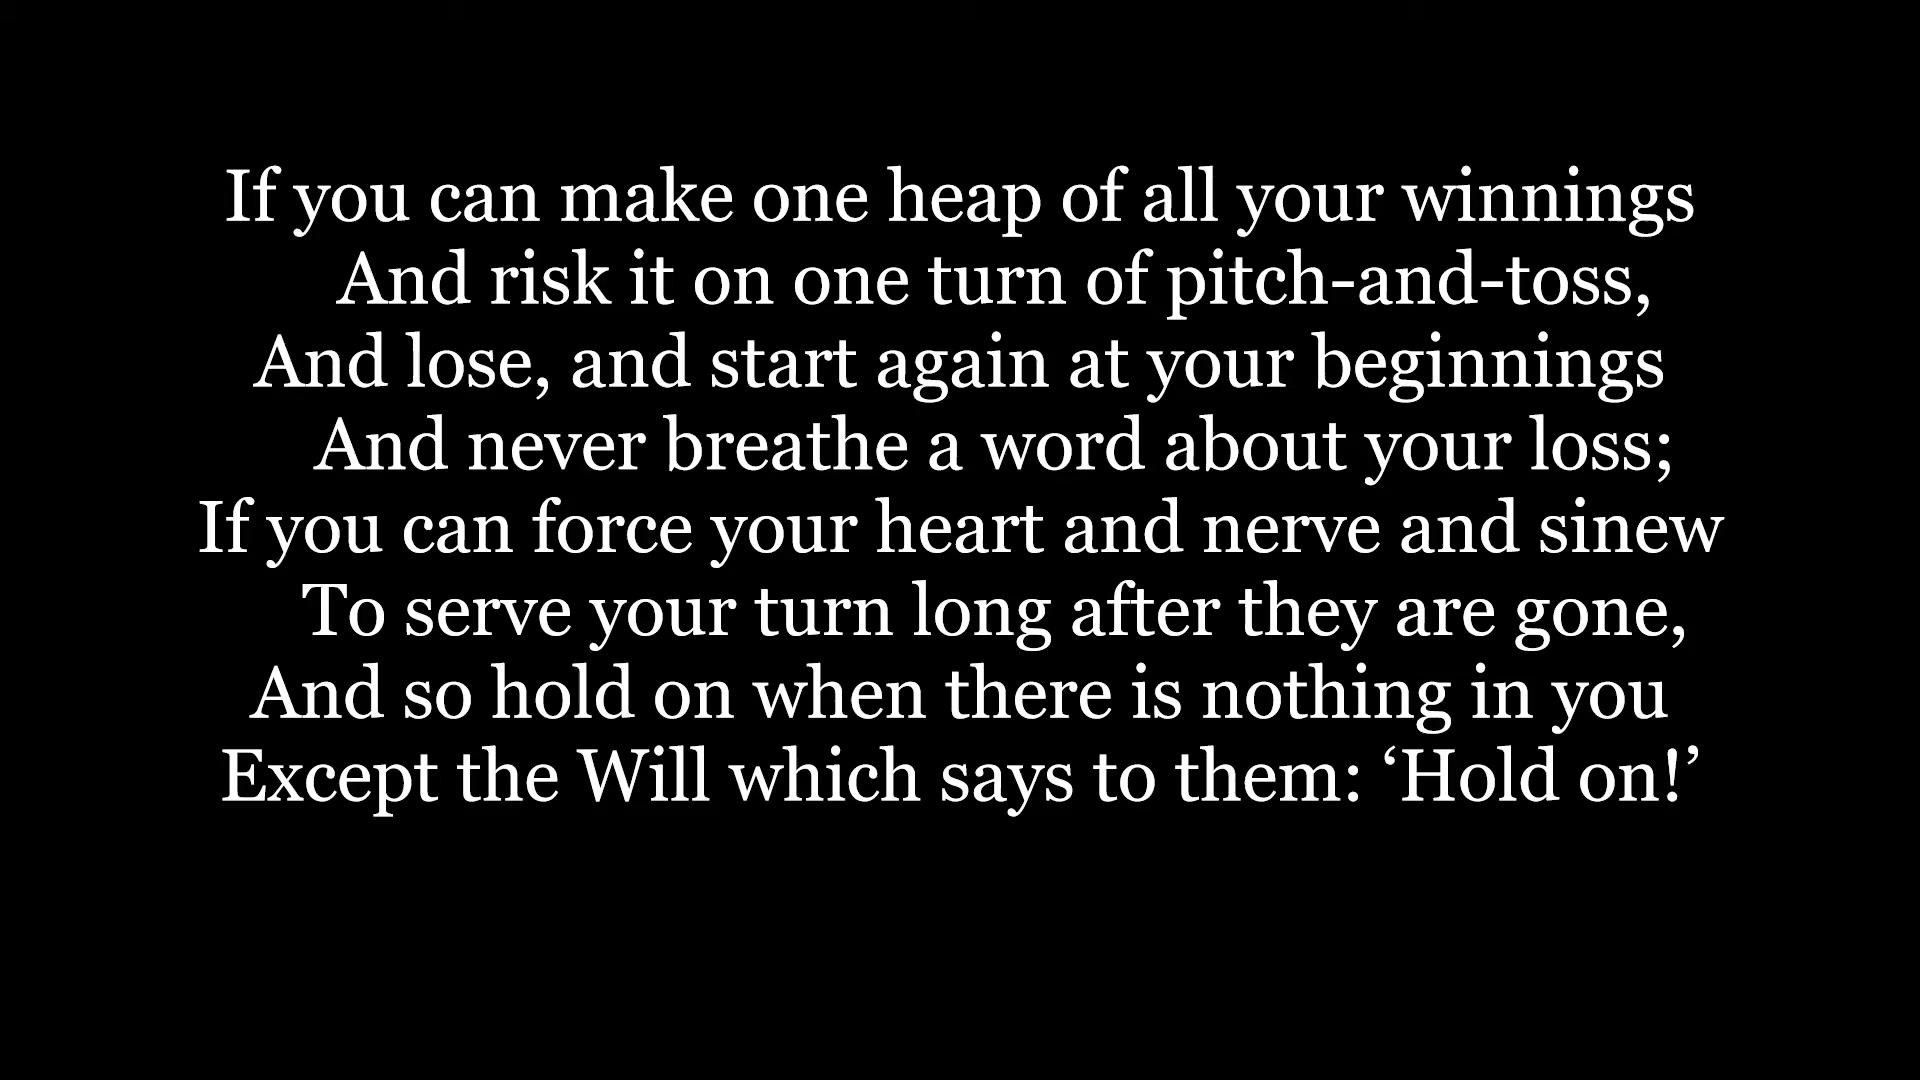 If you can make one heap of all your winnings
And risk it on one turn of pitch-and-toss,
And lose, and start again at your beginnings
And never breathe a word about your loss;
If you can force your heart and nerve and sinew
To serve your turn long after they are gone,
And so hold on when there is nothing in you
Except the Will which says to them: ‘Hold on!’